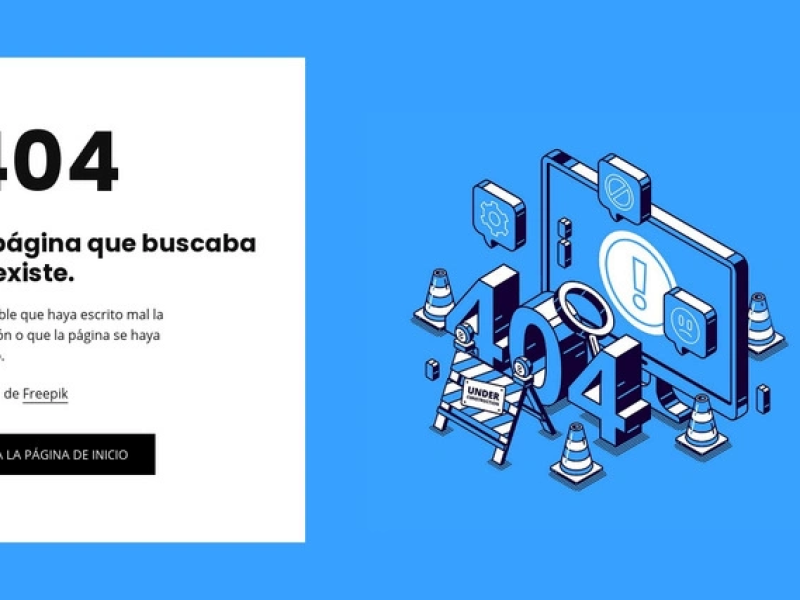 404
página que buscaba
existe.
ble que haya escrito mal la
ón o que la página se haya
de Freepik
A LA PÁGINA DE INICIO
404
UNDER
CONSTRUCTION